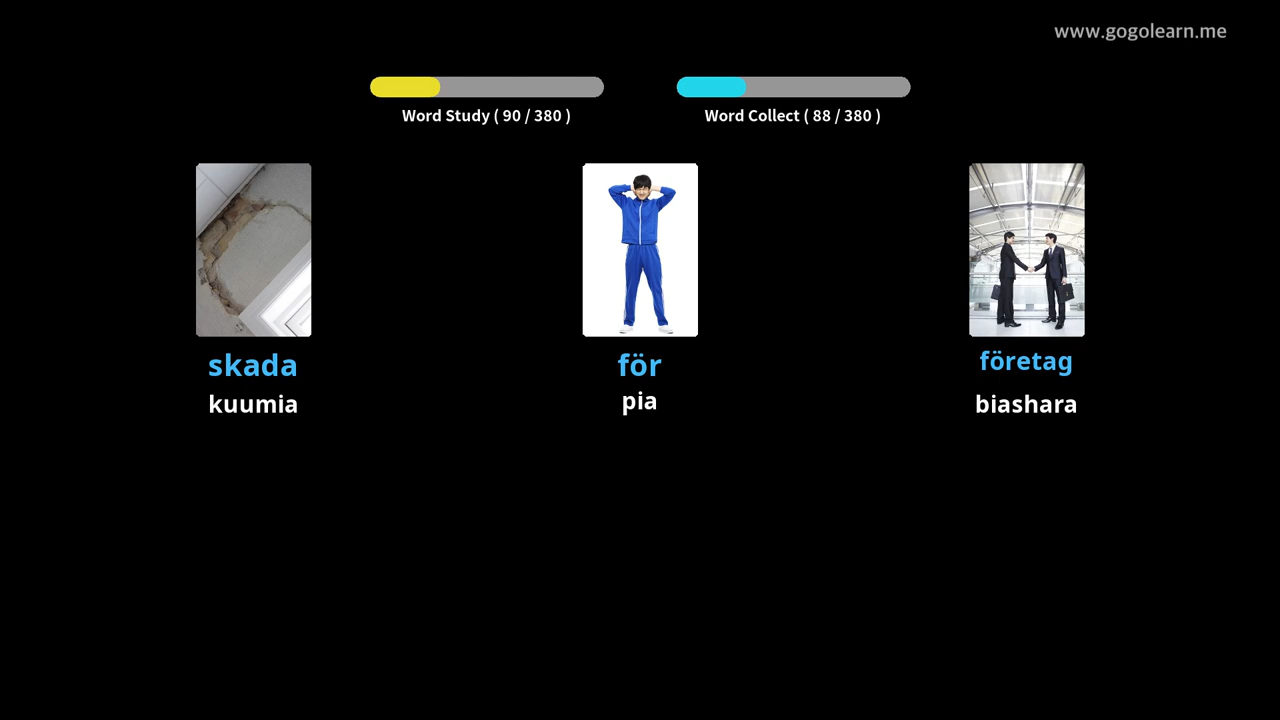 www.gogolearn.me
Word Study ( 90 / 380 )
Word Collect ( 88 / 380 )
skada
kuumia
för
pia
företag
biashara